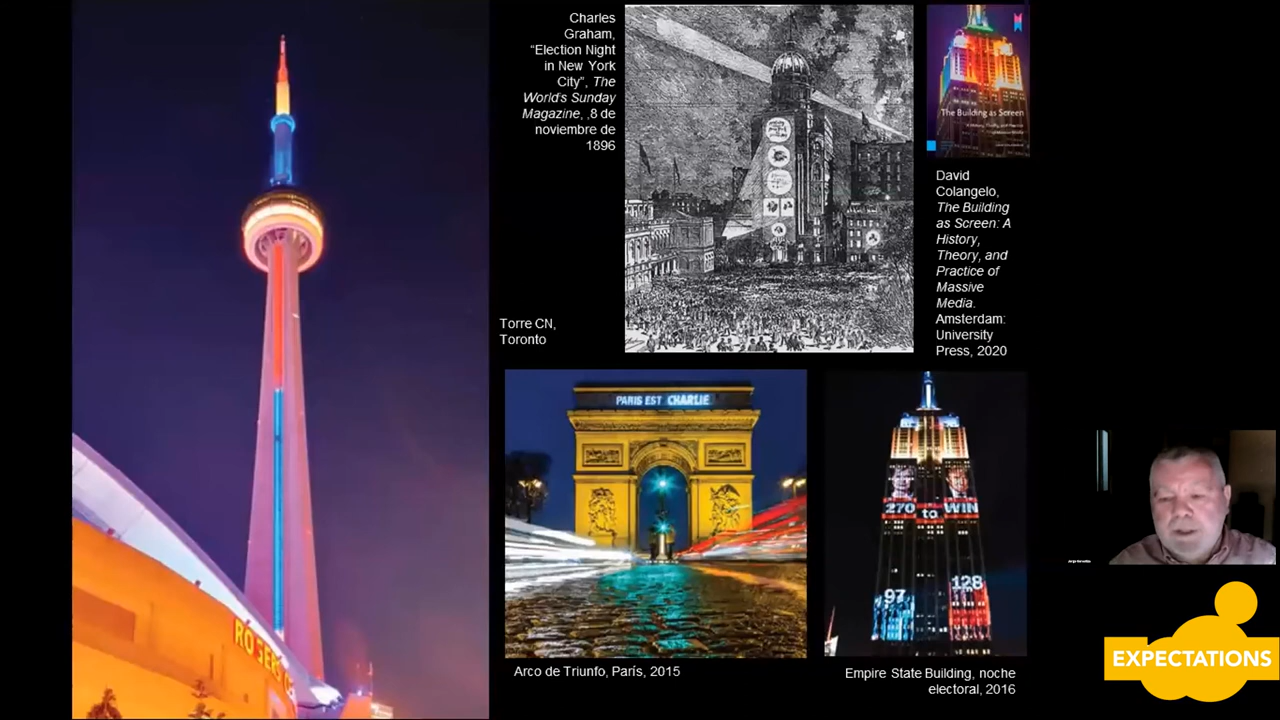 Charles
Graham,
“Election Night
in New York
City”, The
World's Sunday
Magazine, ,8 de
noviembre de
1896
The Building as Screen
David
Colangelo,
The Building
as Screen: A
History,
Theory, and
Practice of
Massive
Media.
Amsterdam:
University
Press, 2020
Torre CN,
Toronto
ROGERS
PARIS EST CHARLIE
270 to WIN
97
128
Arco de Triunfo, París, 2015
Empire State Building, noche
electoral, 2016
EXPECTATIONS